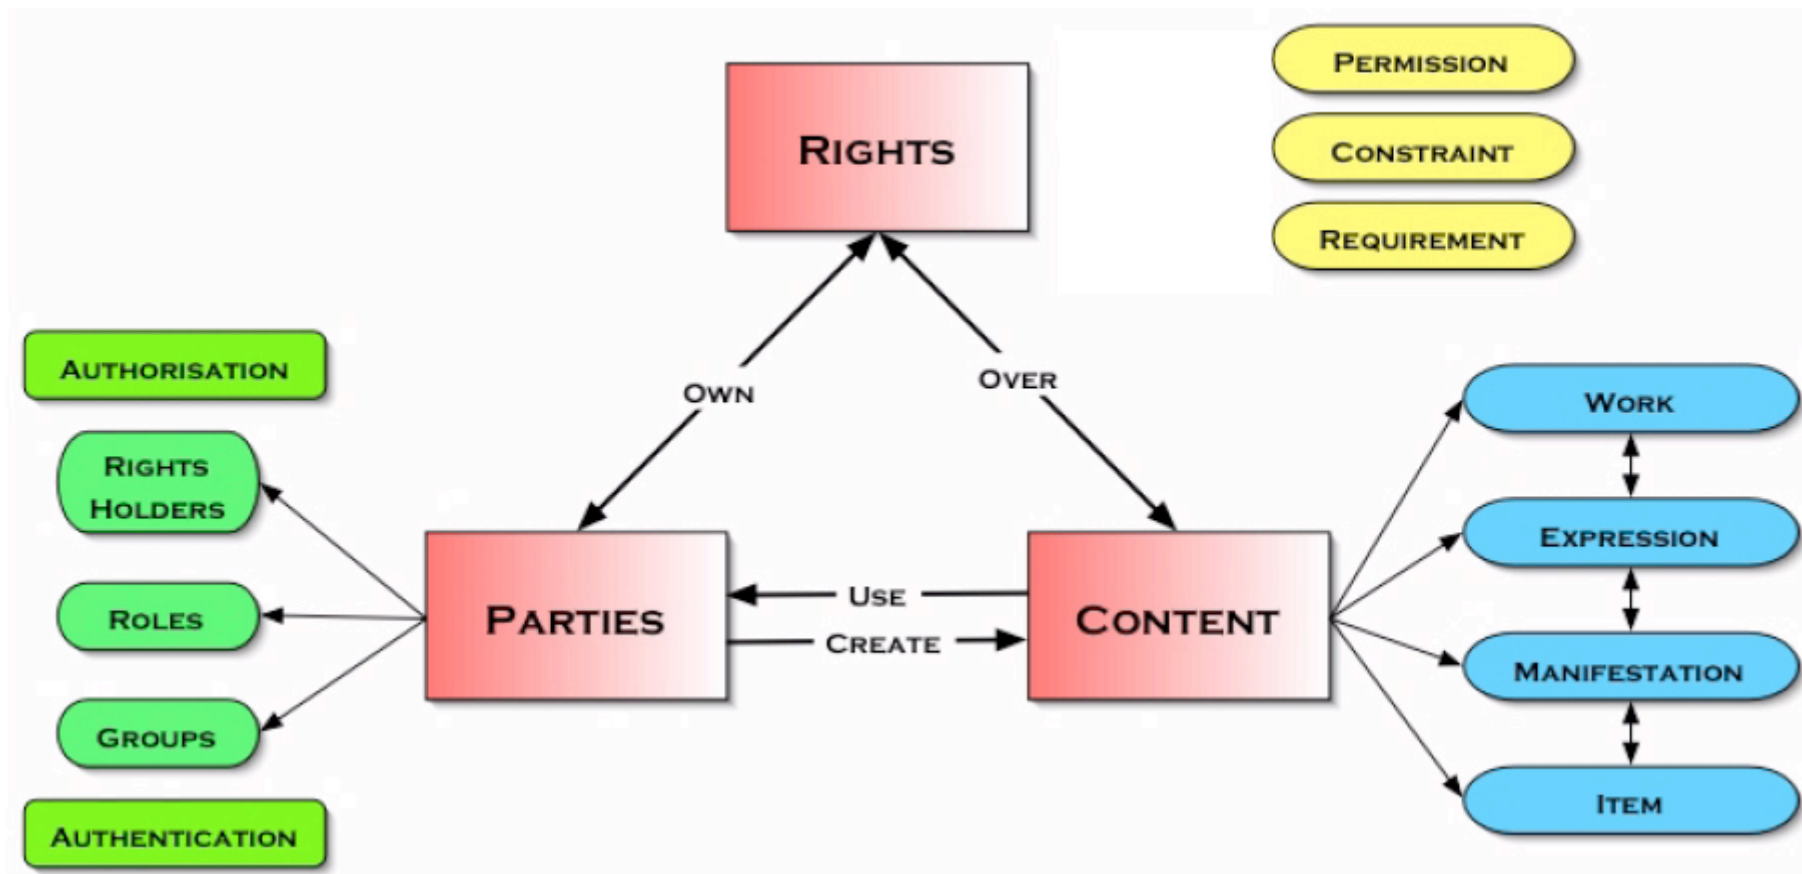 RIGHTS
PERMISSION
CONSTRAINT
REQUIREMENT
OWN
OVER
AUTHORISATION
RIGHTS
HOLDERS
ROLES
GROUPS
AUTHENTICATION
PARTIES
USE
CREATE
CONTENT
WORK
EXPRESSION
MANIFESTATION
ITEM